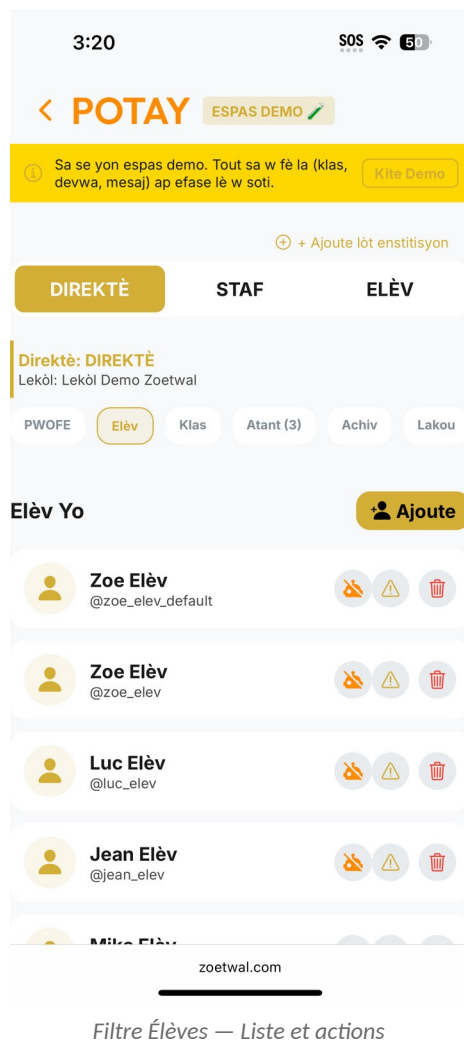 3:20 SOS 50
POTAY ESPAS DEMO
Sa se yon espas demo. Tout sa w fè la (klas,
devwa, mesaj) ap efase lè w soti.
Kite Demo
+ Ajoute lòt enstitisyon
DIREKTÈ STAF ELÈV
Direktè: DIREKTÈ
Lekòl: Lekòl Demo Zoetwal
PWOFE Elèv Klas Atant (3) Achiv Lakou
Elèv Yo Ajoute
Zoe Elèv
@zoe_elev_default
Zoe Elèv
@zoe_elev
Luc Elèv
@luc_elev
Jean Elèv
@jean_elev
Mike Elèv
zoetwal.com
Filtre Élèves — Liste et actions